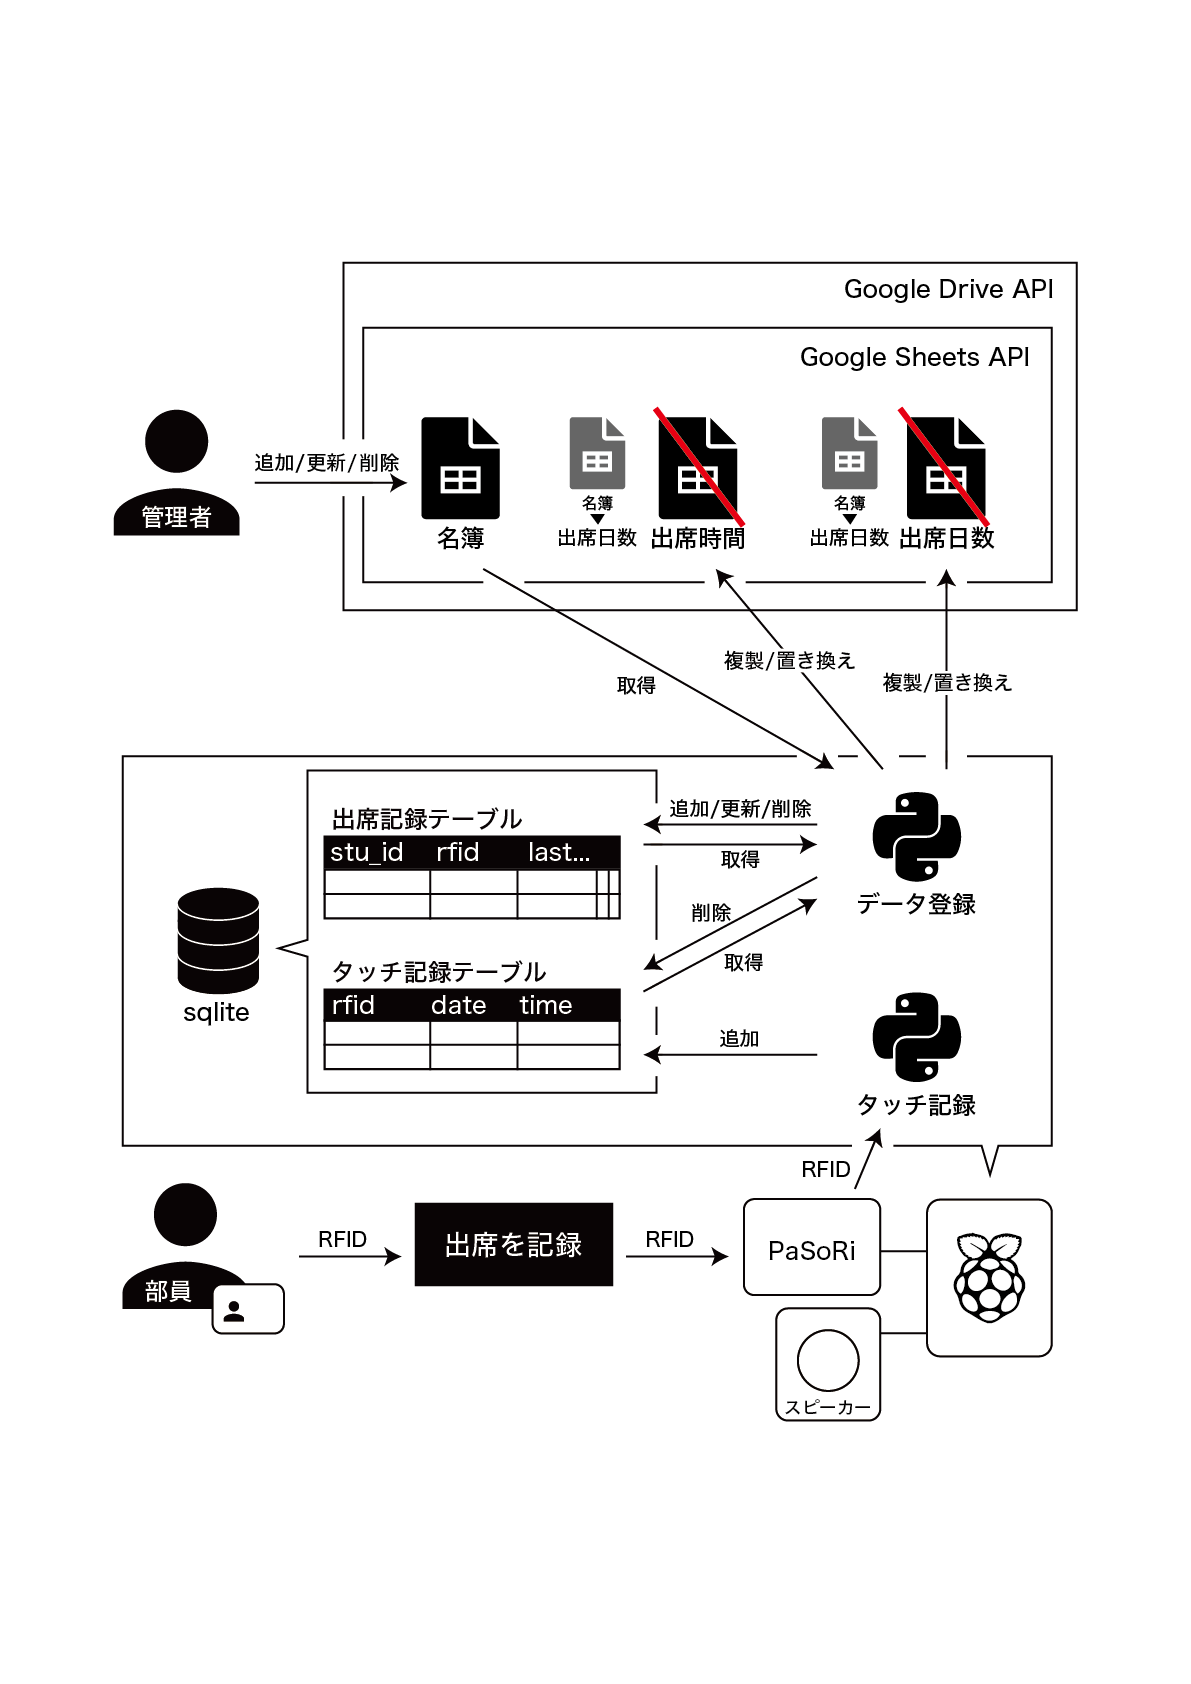 Google Drive API
Google Sheets API
管理者
追加/更新/削除
名簿
名簿
出席日数
出席時間
名簿
出席日数
出席日数
取得
複製/置き換え
複製/置き換え
出席記録テーブル
stu_id rfid last...
追加/更新/削除
取得
データ登録
sqlite
タッチ記録テーブル
rfid date time
削除
取得
追加
タッチ記録
RFID
部員
RFID
出席を記録
RFID
PaSoRi
スピーカー